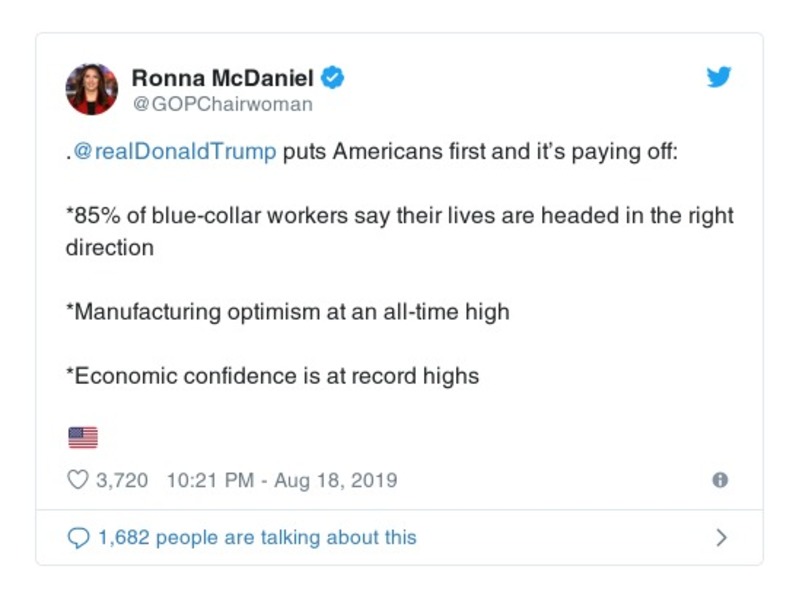 Ronna McDaniel
@GOPChairwoman
.@realDonaldTrump puts Americans first and it’s paying off:
*85% of blue-collar workers say their lives are headed in the right
direction
*Manufacturing optimism at an all-time high
*Economic confidence is at record highs
3,720 10:21 PM - Aug 18, 2019
1,682 people are talking about this